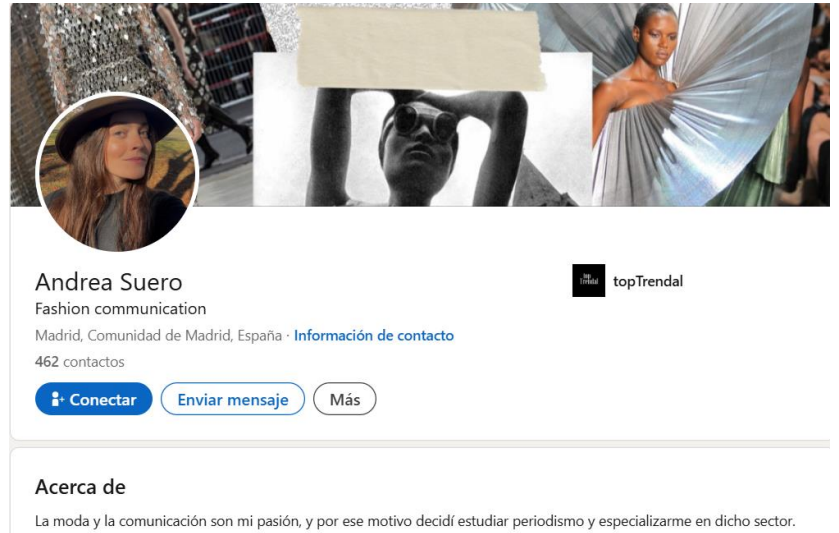 Andrea Suero
Fashion communication
Madrid, Comunidad de Madrid, España · Información de contacto
462 contactos
Conectar
Enviar mensaje
Más
top
Trendal
topTrendal
Acerca de
La moda y la comunicación son mi pasión, y por ese motivo decidí estudiar periodismo y especializarme en dicho sector.